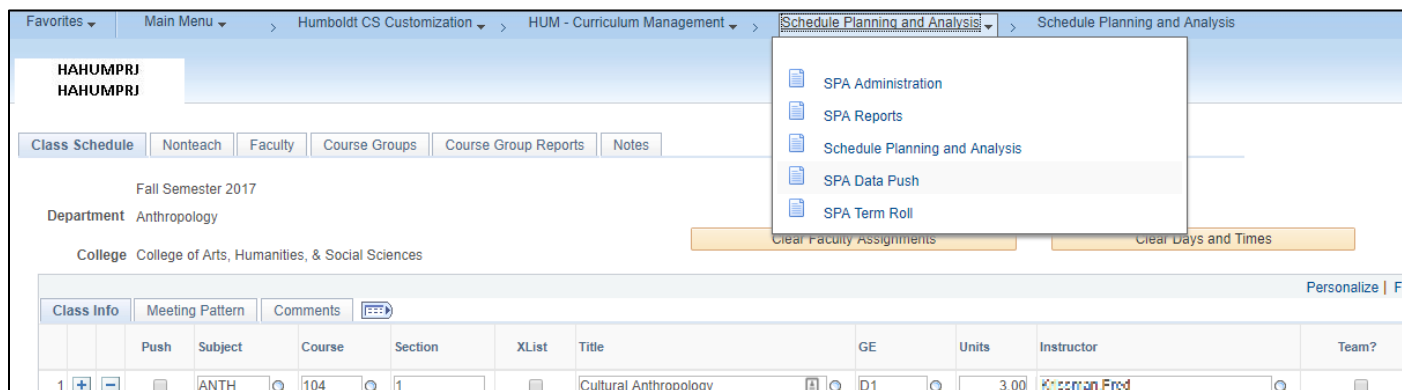 Favorites Main Menu > Humboldt CS Customization > HUM - Curriculum Management > Schedule Planning and Analysis > Schedule Planning and Analysis
HAHUMPRJ
HAHUMPRJ
SPA Administration
SPA Reports
Schedule Planning and Analysis
SPA Data Push
SPA Term Roll
Class Schedule Nonteach Faculty Course Groups Course Group Reports Notes
Fall Semester 2017
Department Anthropology
Clear Faculty Assignments Clear Days and Times
College College of Arts, Humanities, & Social Sciences
Personalize | F
Class Info Meeting Pattern Comments
Push Subject Course Section XList Title GE Units Instructor Team?
1 ANTH 104 1 Cultural Anthropology D1 3.00 Fred